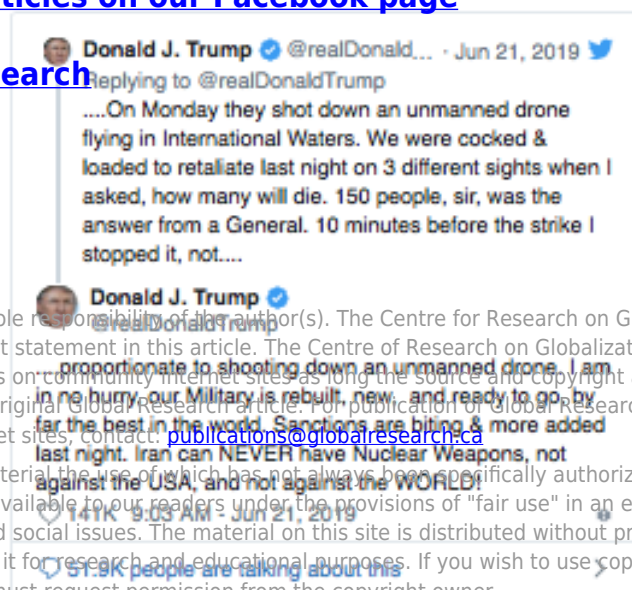 ticles on our Facebook page
Donald J. Trump @realDonald... · Jun 21, 2019
earch
Replying to @realDonaldTrump
....On Monday they shot down an unmanned drone
flying in International Waters. We were cocked &
loaded to retaliate last night on 3 different sights when I
asked, how many will die. 150 people, sir, was the
answer from a General. 10 minutes before the strike I
stopped it, not....
Donald J. Trump
@realDonaldTrump
ole responsibility of the author(s). The Centre for Research on G
t statement in this article. The Centre of Research on Globalizat
....proportionate to shooting down an unmanned drone. I am
s on community internet sites as long the source and copyright
in no hurry, our Military is rebuilt, new, and ready to go, by
riginal Global Research article. For publication of Global Researc
far the best in the world. Sanctions are biting & more added
et sites, contact: publications@globalresearch.ca
last night. Iran can NEVER have Nuclear Weapons, not
terial the use of which has not always been specifically authoriz
against the USA, and not against the WORLD!
vailable to our readers under the provisions of "fair use" in an e
141K 9:03 AM - Jun 21, 2019
d social issues. The material on this site is distributed without pr
it for research and educational purposes. If you wish to use cop
51.9K people are talking about this
must request permission from the copyright owner.